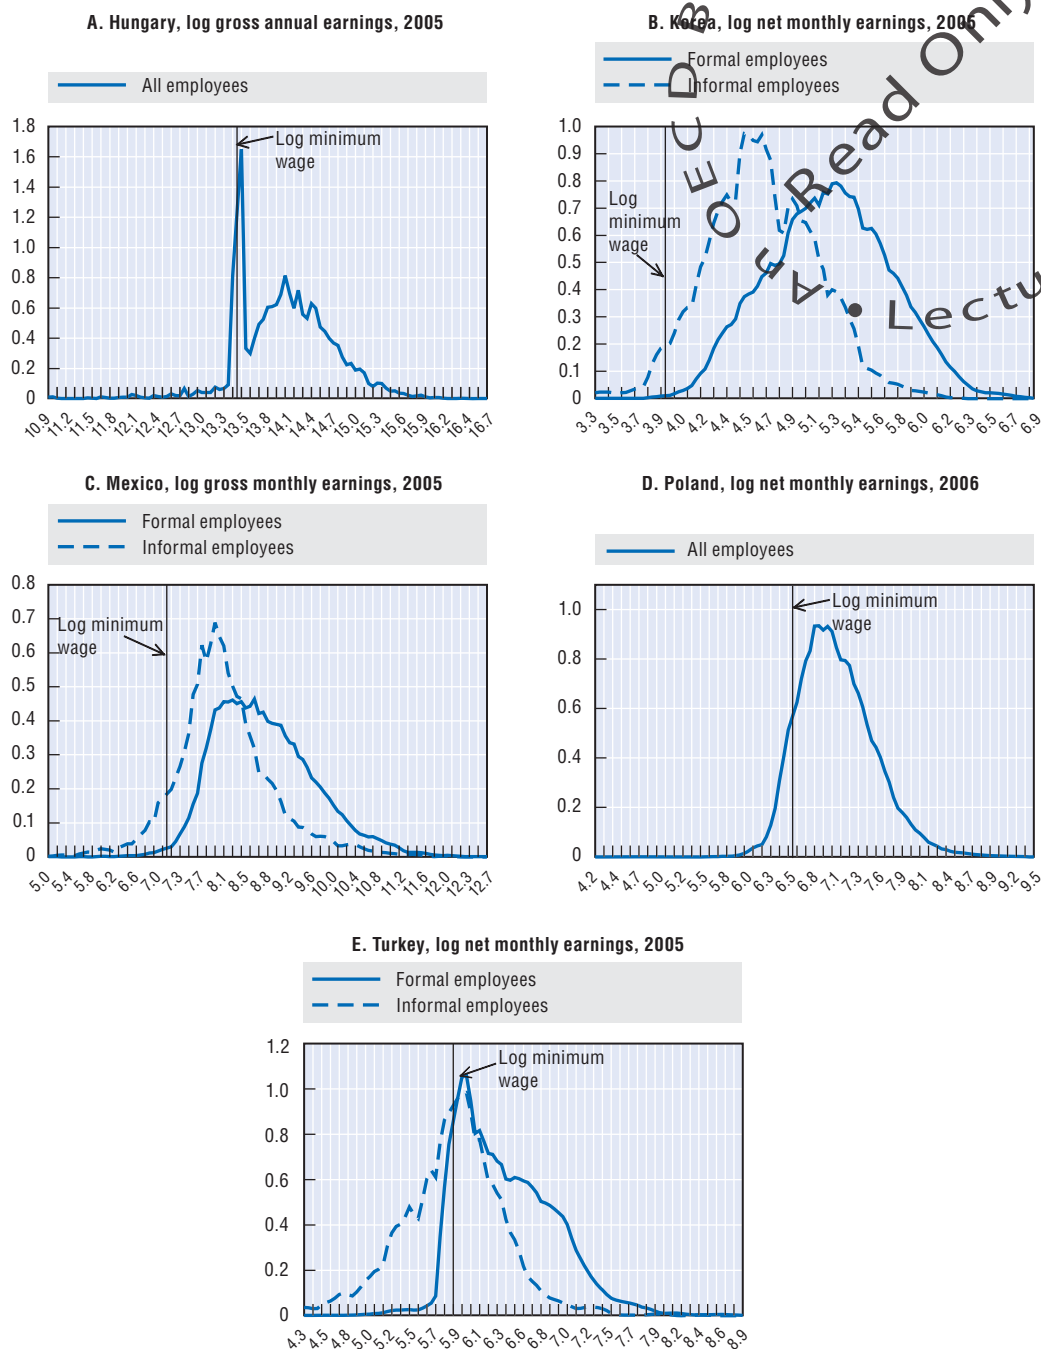 A. Hungary, log gross annual earnings, 2005
All employees
Log minimum
wage
1.8
1.6
1.4
1.2
1.0
0.8
0.6
0.4
0.2
0
10.9 11.2 11.5 11.8 12.1 12.4 12.7 13.0 13.3 13.5 13.8 14.1 14.4 14.7 15.0 15.3 15.6 15.9 16.2 16.4 16.7
B. Korea, log net monthly earnings, 2006
Formal employees
Informal employees
Log
minimum
wage
1.0
0.9
0.8
0.7
0.6
0.5
0.4
0.3
0.2
0.1
0
3.3 3.5 3.7 3.9 4.0 4.2 4.4 4.5 4.7 4.9 5.1 5.2 5.4 5.6 5.8 6.0 6.2 6.3 6.5 6.7 6.9
C. Mexico, log gross monthly earnings, 2005
Formal employees
Informal employees
Log minimum
wage
0.8
0.7
0.6
0.5
0.4
0.3
0.2
0.1
0
5.0 5.4 5.8 6.2 6.6 7.0 7.3 7.7 8.1 8.5 8.9 9.2 9.6 10.0 10.4 10.8 11.2 11.6 12.0 12.3 12.7
D. Poland, log net monthly earnings, 2006
All employees
Log minimum
wage
1.0
0.8
0.6
0.4
0.2
0
4.2 4.4 4.7 5.0 5.2 5.5 5.8 6.0 6.3 6.5 6.8 7.1 7.3 7.6 7.9 8.1 8.4 8.7 8.9 9.2 9.5
E. Turkey, log net monthly earnings, 2005
Formal employees
Informal employees
Log minimum
wage
1.2
1.0
0.8
0.6
0.4
0.2
0
4.3 4.5 4.8 5.0 5.2 5.5 5.7 5.9 6.1 6.3 6.6 6.8 7.0 7.2 7.5 7.7 7.9 8.2 8.4 8.6 8.9
OECD B
Read Only
• Lectu